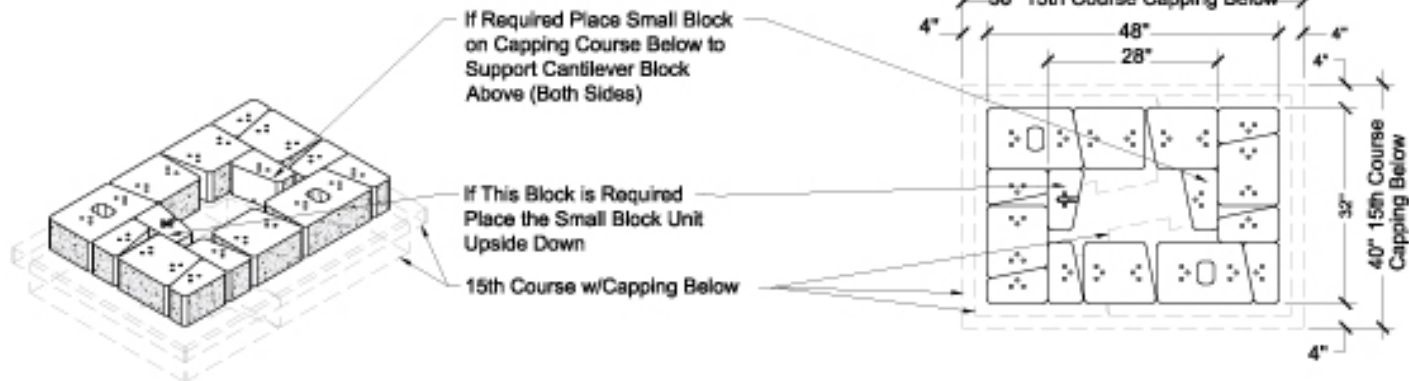 If Required Place Small Block
on Capping Course Below to
Support Cantilever Block
Above (Both Sides)
If This Block is Required
Place the Small Block Unit
Upside Down
15th Course w/Capping Below
15th Course Capping Below
4"
48"
4"
28"
4"
32"
40" 15th Course
Capping Below
4"